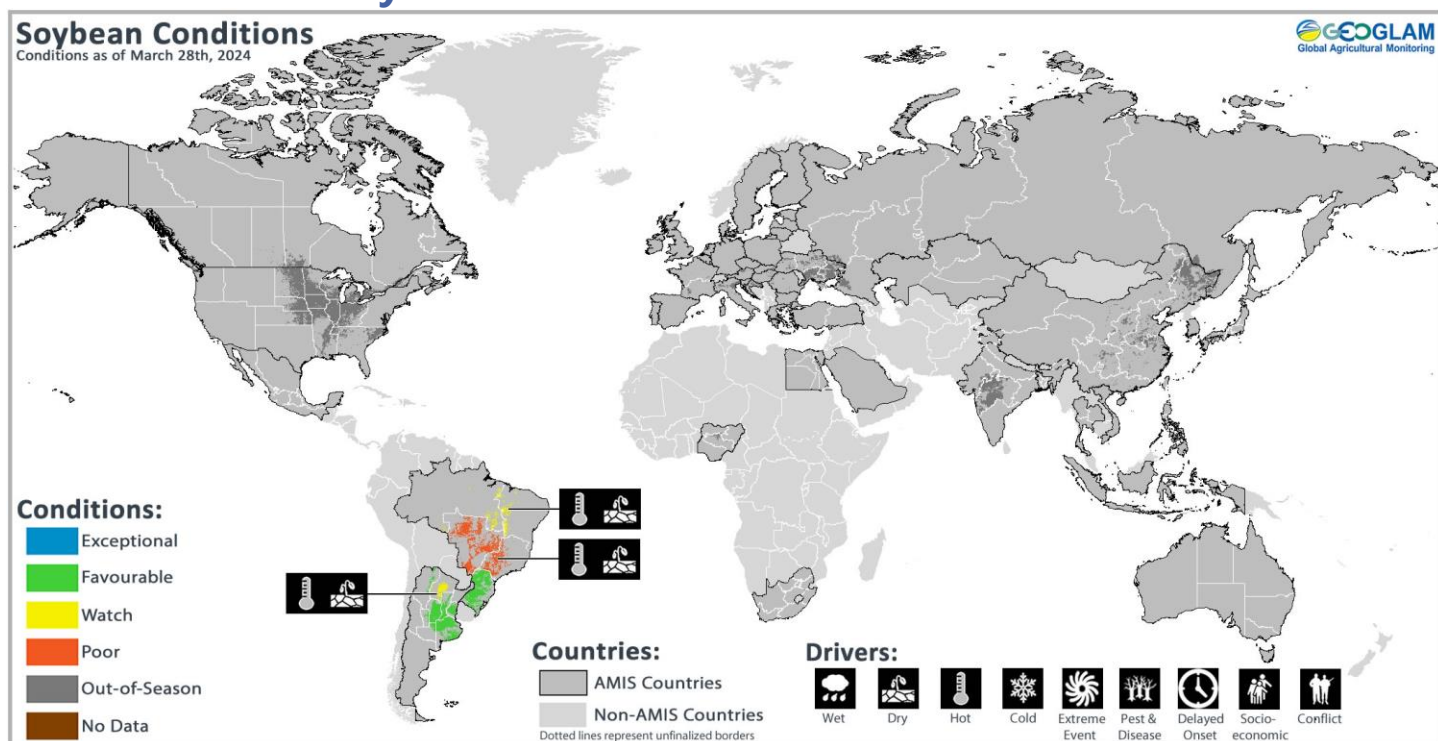 Soybean Conditions
Conditions as of March 28th, 2024
GEOGLAM
Global Agricultural Monitoring
Conditions:
Exceptional
Favourable
Watch
Poor
Out-of-Season
No Data
Countries:
AMIS Countries
Non-AMIS Countries
Dotted lines represent unfinalized borders
Drivers:
Wet
Dry
Hot
Cold
Extreme
Event
Pest &
Disease
Delayed
Onset
Socio-
economic
Conflict